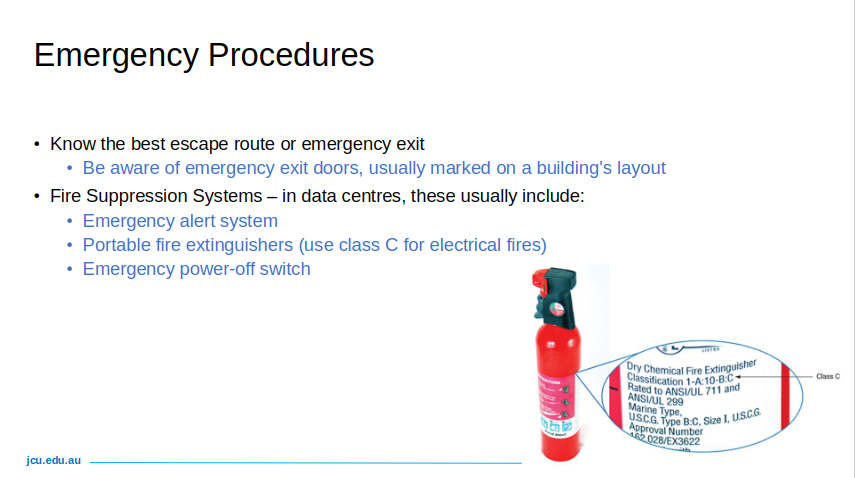 Emergency Procedures
• Know the best escape route or emergency exit
• Be aware of emergency exit doors, usually marked on a building's layout
• Fire Suppression Systems – in data centres, these usually include:
• Emergency alert system
• Portable fire extinguishers (use class C for electrical fires)
• Emergency power-off switch
LISTED
Dry Chemical Fire Extinguisher
Classification 1-A:10-B:C
Class C
Rated to ANSI/UL 711 and
ANSI/UL 299
Marine Type,
U.S.C.G. Type B:C, Size I, U.S.C.G.
Approval Number
162.028/EX3622
jcu.edu.au